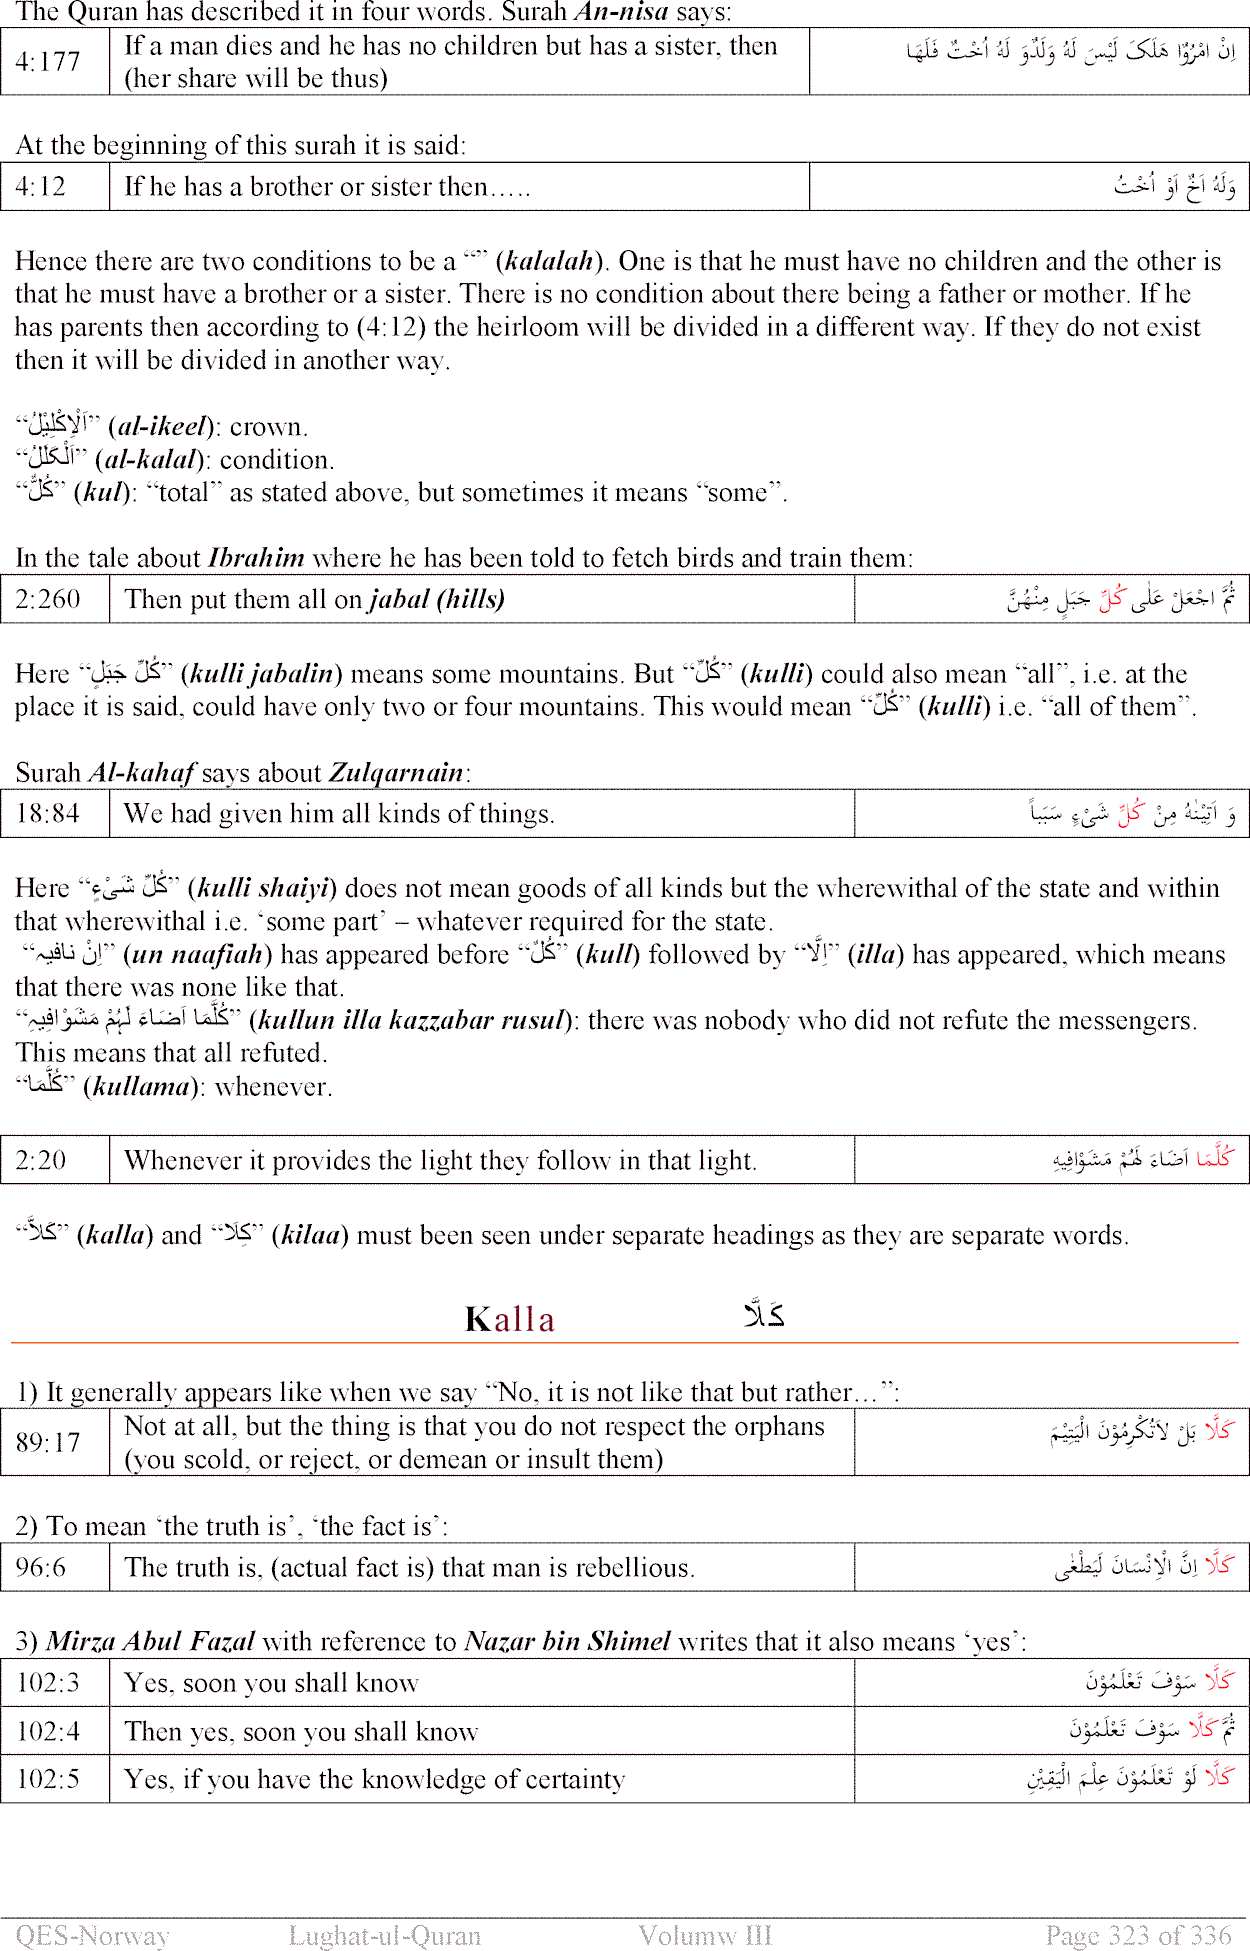 The Quran has described it in four words. Surah An-nisa says:
4:177 If a man dies and he has no children but has a sister, then (her share will be thus) اِنْ امْرُؤٌا هَلَکَ لَيْسَ لَهُ وَلَدٌوَ لَهُ اُخْتٌ فَلَهَا
At the beginning of this surah it is said:
4:12 If he has a brother or sister then….. وَلَهُ اَخٌ اَوْ اُخْتُ
Hence there are two conditions to be a “” (kalalah). One is that he must have no children and the other is
that he must have a brother or a sister. There is no condition about there being a father or mother. If he
has parents then according to (4:12) the heirloom will be divided in a different way. If they do not exist
then it will be divided in another way.
“اَلْاِكْلِيْلُ” (al-ikeel): crown.
“اَلْكَلَلُ” (al-kalal): condition.
“كُلٌّ” (kul): “total” as stated above, but sometimes it means “some”.
In the tale about Ibrahim where he has been told to fetch birds and train them:
2:260 Then put them all on jabal (hills) ثُمَّ اجْعَلْ عَلٰى كُلِّ جَبَلٍ مِنْهُنَّ
Here “كُلِّ جَبَلٍ” (kulli jabalin) means some mountains. But “كُلِّ” (kulli) could also mean “all”, i.e. at the
place it is said, could have only two or four mountains. This would mean “كُلِّ” (kulli) i.e. “all of them”.
Surah Al-kahaf says about Zulqarnain:
18:84 We had given him all kinds of things. وَ اَتَيْنٰهُ مِنْ كُلِّ شَىْءٍ سَبَباً
Here “كُلِّ شَىْءٍ” (kulli shaiyi) does not mean goods of all kinds but the wherewithal of the state and within
that wherewithal i.e. ‘some part’ – whatever required for the state.
“اِنْ نافيہ” (un naafiah) has appeared before “كُلٌ” (kull) followed by “اِلَّا” (illa) has appeared, which means
that there was none like that.
“كُلَّمَا اَضَاءَ لَہُمْ مَشَوْافِيہِ” (kullun illa kazzabar rusul): there was nobody who did not refute the messengers.
This means that all refuted.
“كُلَّمَا” (kullama): whenever.
2:20 Whenever it provides the light they follow in that light. كُلَّمَا اَضَاءَ لَهُمْ مَشَوْافِيهِ
“كَلاَّ” (kalla) and “كِلَا” (kilaa) must been seen under separate headings as they are separate words.
Kalla كَلَّا
1) It generally appears like when we say “No, it is not like that but rather…”:
89:17 Not at all, but the thing is that you do not respect the orphans (you scold, or reject, or demean or insult them) كَلَّا بَلْ لاَتُكْرِمُوْنَ الْيَتِيْمَ
2) To mean ‘the truth is’, ‘the fact is’:
96:6 The truth is, (actual fact is) that man is rebellious. كَلَّا اِنَّ الْاِنْسَانَ لَيَطْغٰى
3) Mirza Abul Fazal with reference to Nazar bin Shimel writes that it also means ‘yes’:
102:3 Yes, soon you shall know كَلَّا سَوْفَ تَعْلَمُوْنَ
102:4 Then yes, soon you shall know ثُمَّ كَلَّا سَوْفَ تَعْلَمُوْنَ
102:5 Yes, if you have the knowledge of certainty كَلَّا لَوْ تَعْلَمُوْنَ عِلْمَ الْيَقِيْنِ
QES-Norway Lughat-ul-Quran Volumw III Page 323 of 336